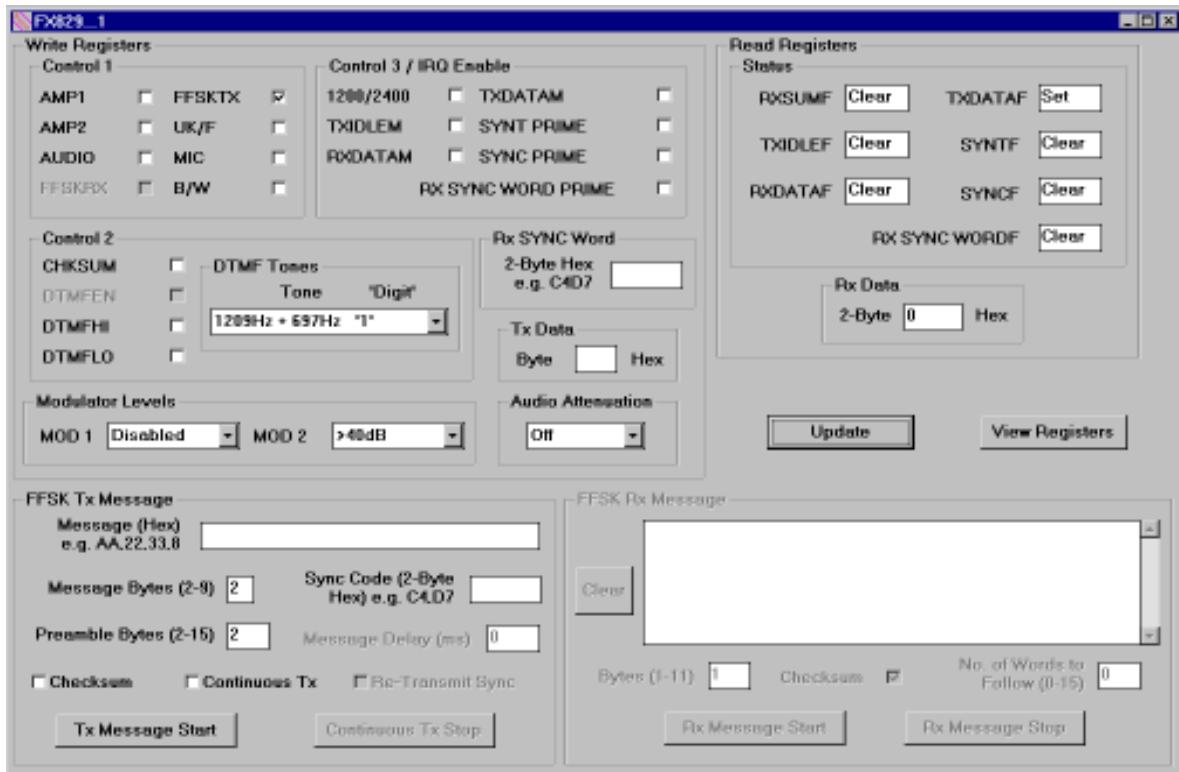 FX829...1
Write Registers
Control 1
AMP1 FFSKTX
AMP2 UK/F
AUDIO MIC
FFSKRX B/W
Control 3 / IRQ Enable
1200/2400 TXDATAM
TXIDLEM SYNT PRIME
RXDATAM SYNC PRIME
RX SYNC WORD PRIME
Control 2
CHKSUM
DTMFEN
DTMFHI
DTMFLO
DTMF Tones
Tone "Digit"
1209Hz + 697Hz "1"
Rx SYNC Word
2-Byte Hex
e.g. C4D7
Tx Data
Byte Hex
Modulator Levels
MOD 1 Disabled MOD 2 >40dB
Audio Attenuation
Off
Read Registers
Status
RXSUMF Clear TXDATAF Set
TXIDLEF Clear SYNTF Clear
RXDATAF Clear SYNCF Clear
RX SYNC WORDF Clear
Rx Data
2-Byte 0 Hex
Update View Registers
FFSK Tx Message
Message (Hex)
e.g. AA,22,33,8
Message Bytes (2-9) 2
Sync Code (2-Byte
Hex) e.g. C4,D7
Preamble Bytes (2-15) 2
Message Delay (ms) 0
Checksum Continuous Tx Re-Transmit Sync
Tx Message Start Continuous Tx Stop
FFSK Rx Message
Clear
Bytes (1-11) 1 Checksum
No. of Words to
Follow (0-15) 0
Rx Message Start Rx Message Stop